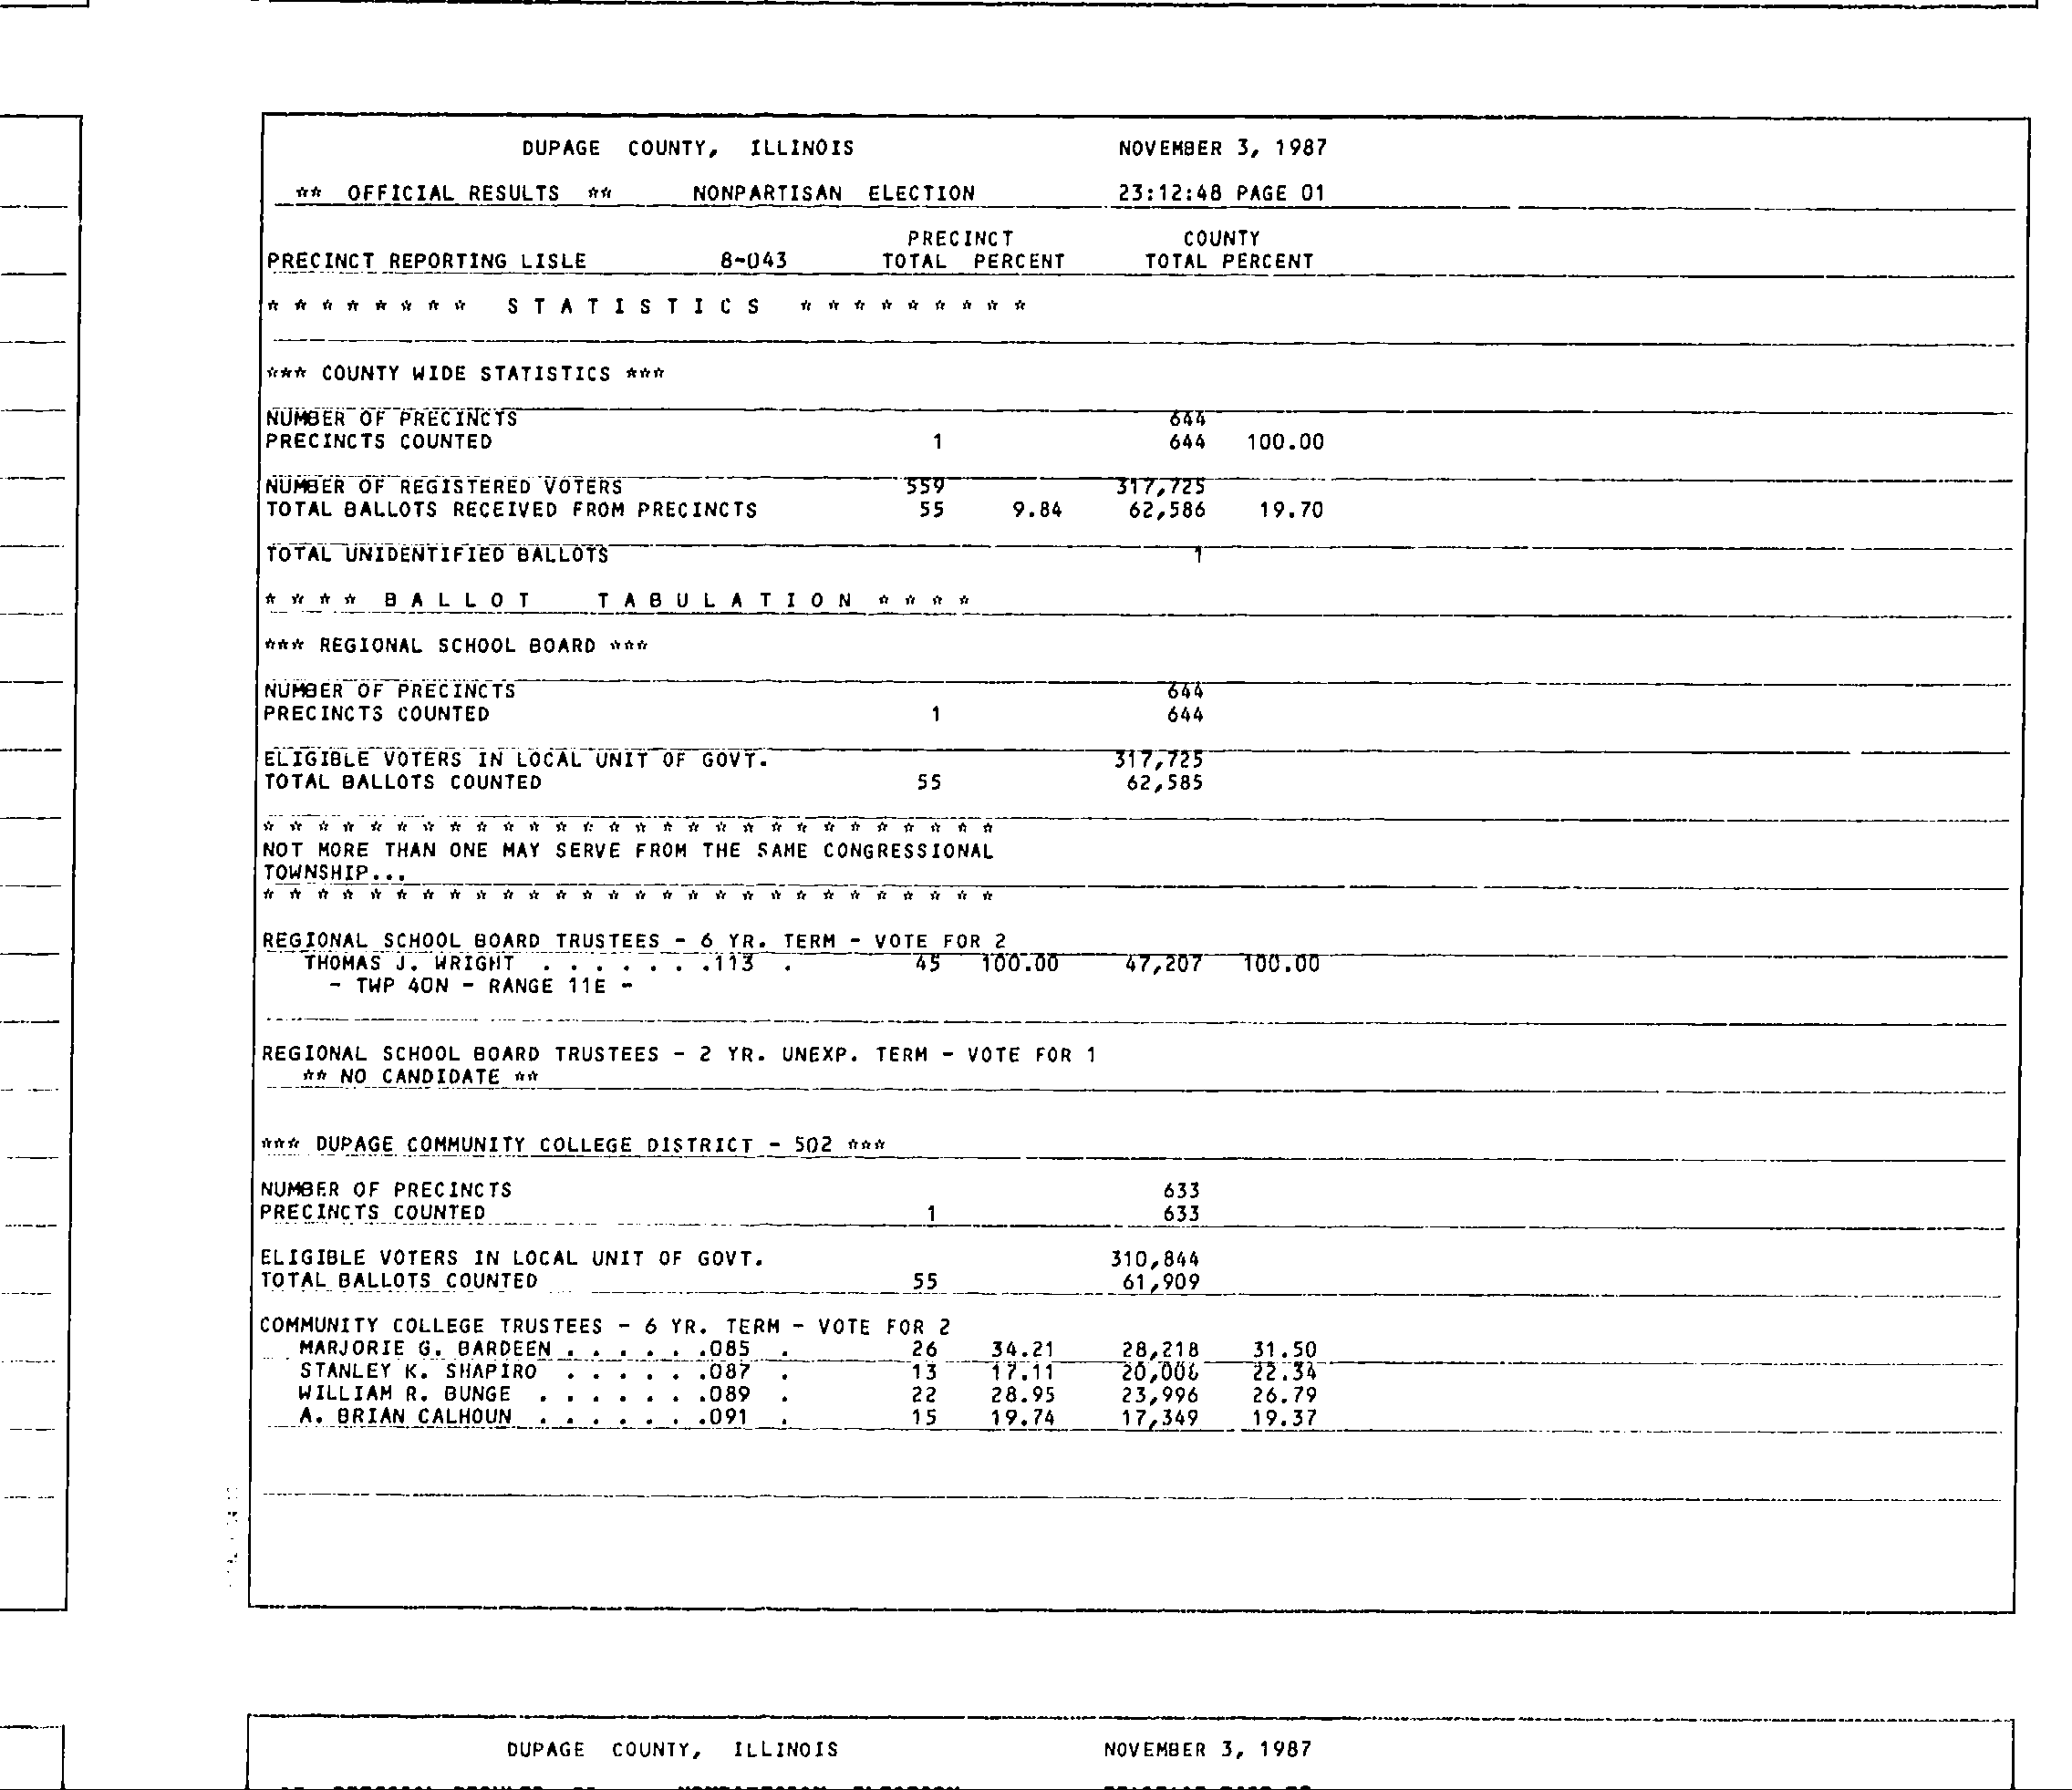 DUPAGE COUNTY, ILLINOIS NOVEMBER 3, 1987
** OFFICIAL RESULTS ** NONPARTISAN ELECTION 23:12:48 PAGE 01
PRECINCT COUNTY
PRECINCT REPORTING LISLE 8-043 TOTAL PERCENT TOTAL PERCENT
* * * * * * * * S T A T I S T I C S * * * * * * * * *
*** COUNTY WIDE STATISTICS ***
NUMBER OF PRECINCTS 644
PRECINCTS COUNTED 1 644 100.00
NUMBER OF REGISTERED VOTERS 559 317,725
TOTAL BALLOTS RECEIVED FROM PRECINCTS 55 9.84 62,586 19.70
TOTAL UNIDENTIFIED BALLOTS 1
* * * * B A L L O T T A B U L A T I O N * * * *
*** REGIONAL SCHOOL BOARD ***
NUMBER OF PRECINCTS 644
PRECINCTS COUNTED 1 644
ELIGIBLE VOTERS IN LOCAL UNIT OF GOVT. 317,725
TOTAL BALLOTS COUNTED 55 62,585
* * * * * * * * * * * * * * * * * * * * * * * * * * * *
NOT MORE THAN ONE MAY SERVE FROM THE SAME CONGRESSIONAL
TOWNSHIP...
* * * * * * * * * * * * * * * * * * * * * * * * * * * *
REGIONAL SCHOOL BOARD TRUSTEES - 6 YR. TERM - VOTE FOR 2
THOMAS J. WRIGHT . . . . . . .113 . 45 100.00 47,207 100.00
- TWP 40N - RANGE 11E -
REGIONAL SCHOOL BOARD TRUSTEES - 2 YR. UNEXP. TERM - VOTE FOR 1
** NO CANDIDATE **
*** DUPAGE COMMUNITY COLLEGE DISTRICT - 502 ***
NUMBER OF PRECINCTS 633
PRECINCTS COUNTED 1 633
ELIGIBLE VOTERS IN LOCAL UNIT OF GOVT. 310,844
TOTAL BALLOTS COUNTED 55 61,909
COMMUNITY COLLEGE TRUSTEES - 6 YR. TERM - VOTE FOR 2
MARJORIE G. BARDEEN . . . . . .085 . 26 34.21 28,218 31.50
STANLEY K. SHAPIRO . . . . . .087 . 13 17.11 20,006 22.34
WILLIAM R. BUNGE . . . . . . .089 . 22 28.95 23,996 26.79
A. BRIAN CALHOUN . . . . . . .091 . 15 19.74 17,349 19.37
DUPAGE COUNTY, ILLINOIS NOVEMBER 3, 1987